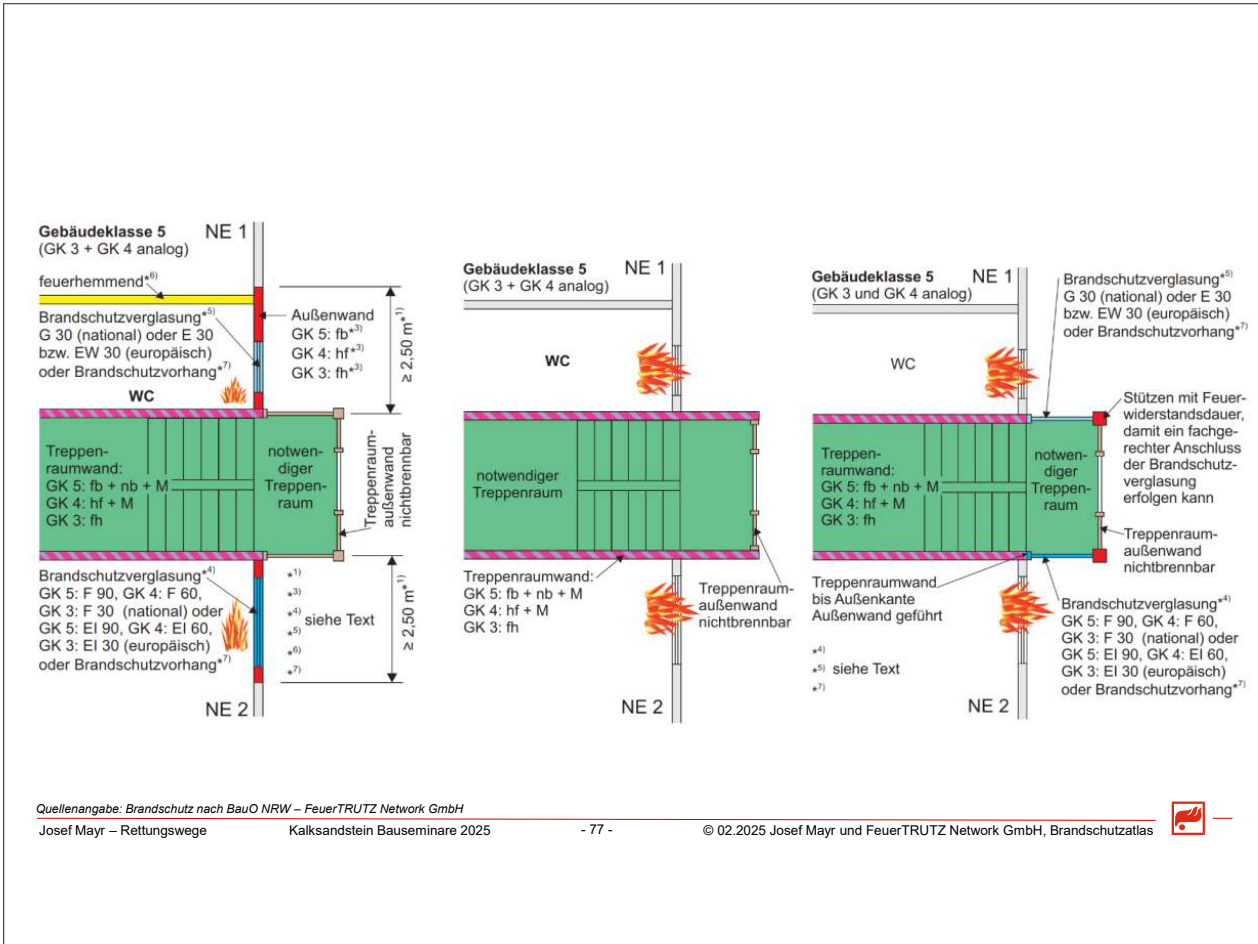 Gebäudeklasse 5
(GK 3 + GK 4 analog)
NE 1
feuerhemmend*6)
Brandschutzverglasung*5)
G 30 (national) oder E 30
bzw. EW 30 (europäisch)
oder Brandschutzvorhang*7)
WC
Außenwand
GK 5: fb*3)
GK 4: hf*3)
GK 3: fh*3)
≥ 2,50 m*1)
Treppen-
raumwand:
GK 5: fb + nb + M
GK 4: hf + M
GK 3: fh
notwen-
diger
Treppen-
raum
Treppenraum-
außenwand
nichtbrennbar
Brandschutzverglasung*4)
GK 5: F 90, GK 4: F 60,
GK 3: F 30 (national) oder
GK 5: EI 90, GK 4: EI 60,
GK 3: EI 30 (europäisch)
oder Brandschutzvorhang*7)
*1)
*3)
*4) siehe Text
*5)
*6)
*7)
≥ 2,50 m*1)
NE 2
Gebäudeklasse 5
(GK 3 + GK 4 analog)
NE 1
WC
notwendiger
Treppenraum
Treppenraumwand:
GK 5: fb + nb + M
GK 4: hf + M
GK 3: fh
Treppenraum-
außenwand
nichtbrennbar
NE 2
Gebäudeklasse 5
(GK 3 und GK 4 analog)
NE 1
WC
Brandschutzverglasung*5)
G 30 (national) oder E 30
bzw. EW 30 (europäisch)
oder Brandschutzvorhang*7)
Stützen mit Feuer-
widerstandsdauer,
damit ein fachge-
rechter Anschluss
der Brandschutz-
verglasung
erfolgen kann
Treppen-
raumwand:
GK 5: fb + nb + M
GK 4: hf + M
GK 3: fh
notwen-
diger
Treppen-
raum
Treppenraum-
außenwand
nichtbrennbar
Treppenraumwand
bis Außenkante
Außenwand geführt
*4)
*5) siehe Text
*7)
Brandschutzverglasung*4)
GK 5: F 90, GK 4: F 60,
GK 3: F 30 (national) oder
GK 5: EI 90, GK 4: EI 60,
GK 3: EI 30 (europäisch)
oder Brandschutzvorhang*7)
NE 2
Quellenangabe: Brandschutz nach BauO NRW – FeuerTRUTZ Network GmbH
Josef Mayr – Rettungswege Kalksandstein Bauseminare 2025 - 77 - © 02.2025 Josef Mayr und FeuerTRUTZ Network GmbH, Brandschutzatlas